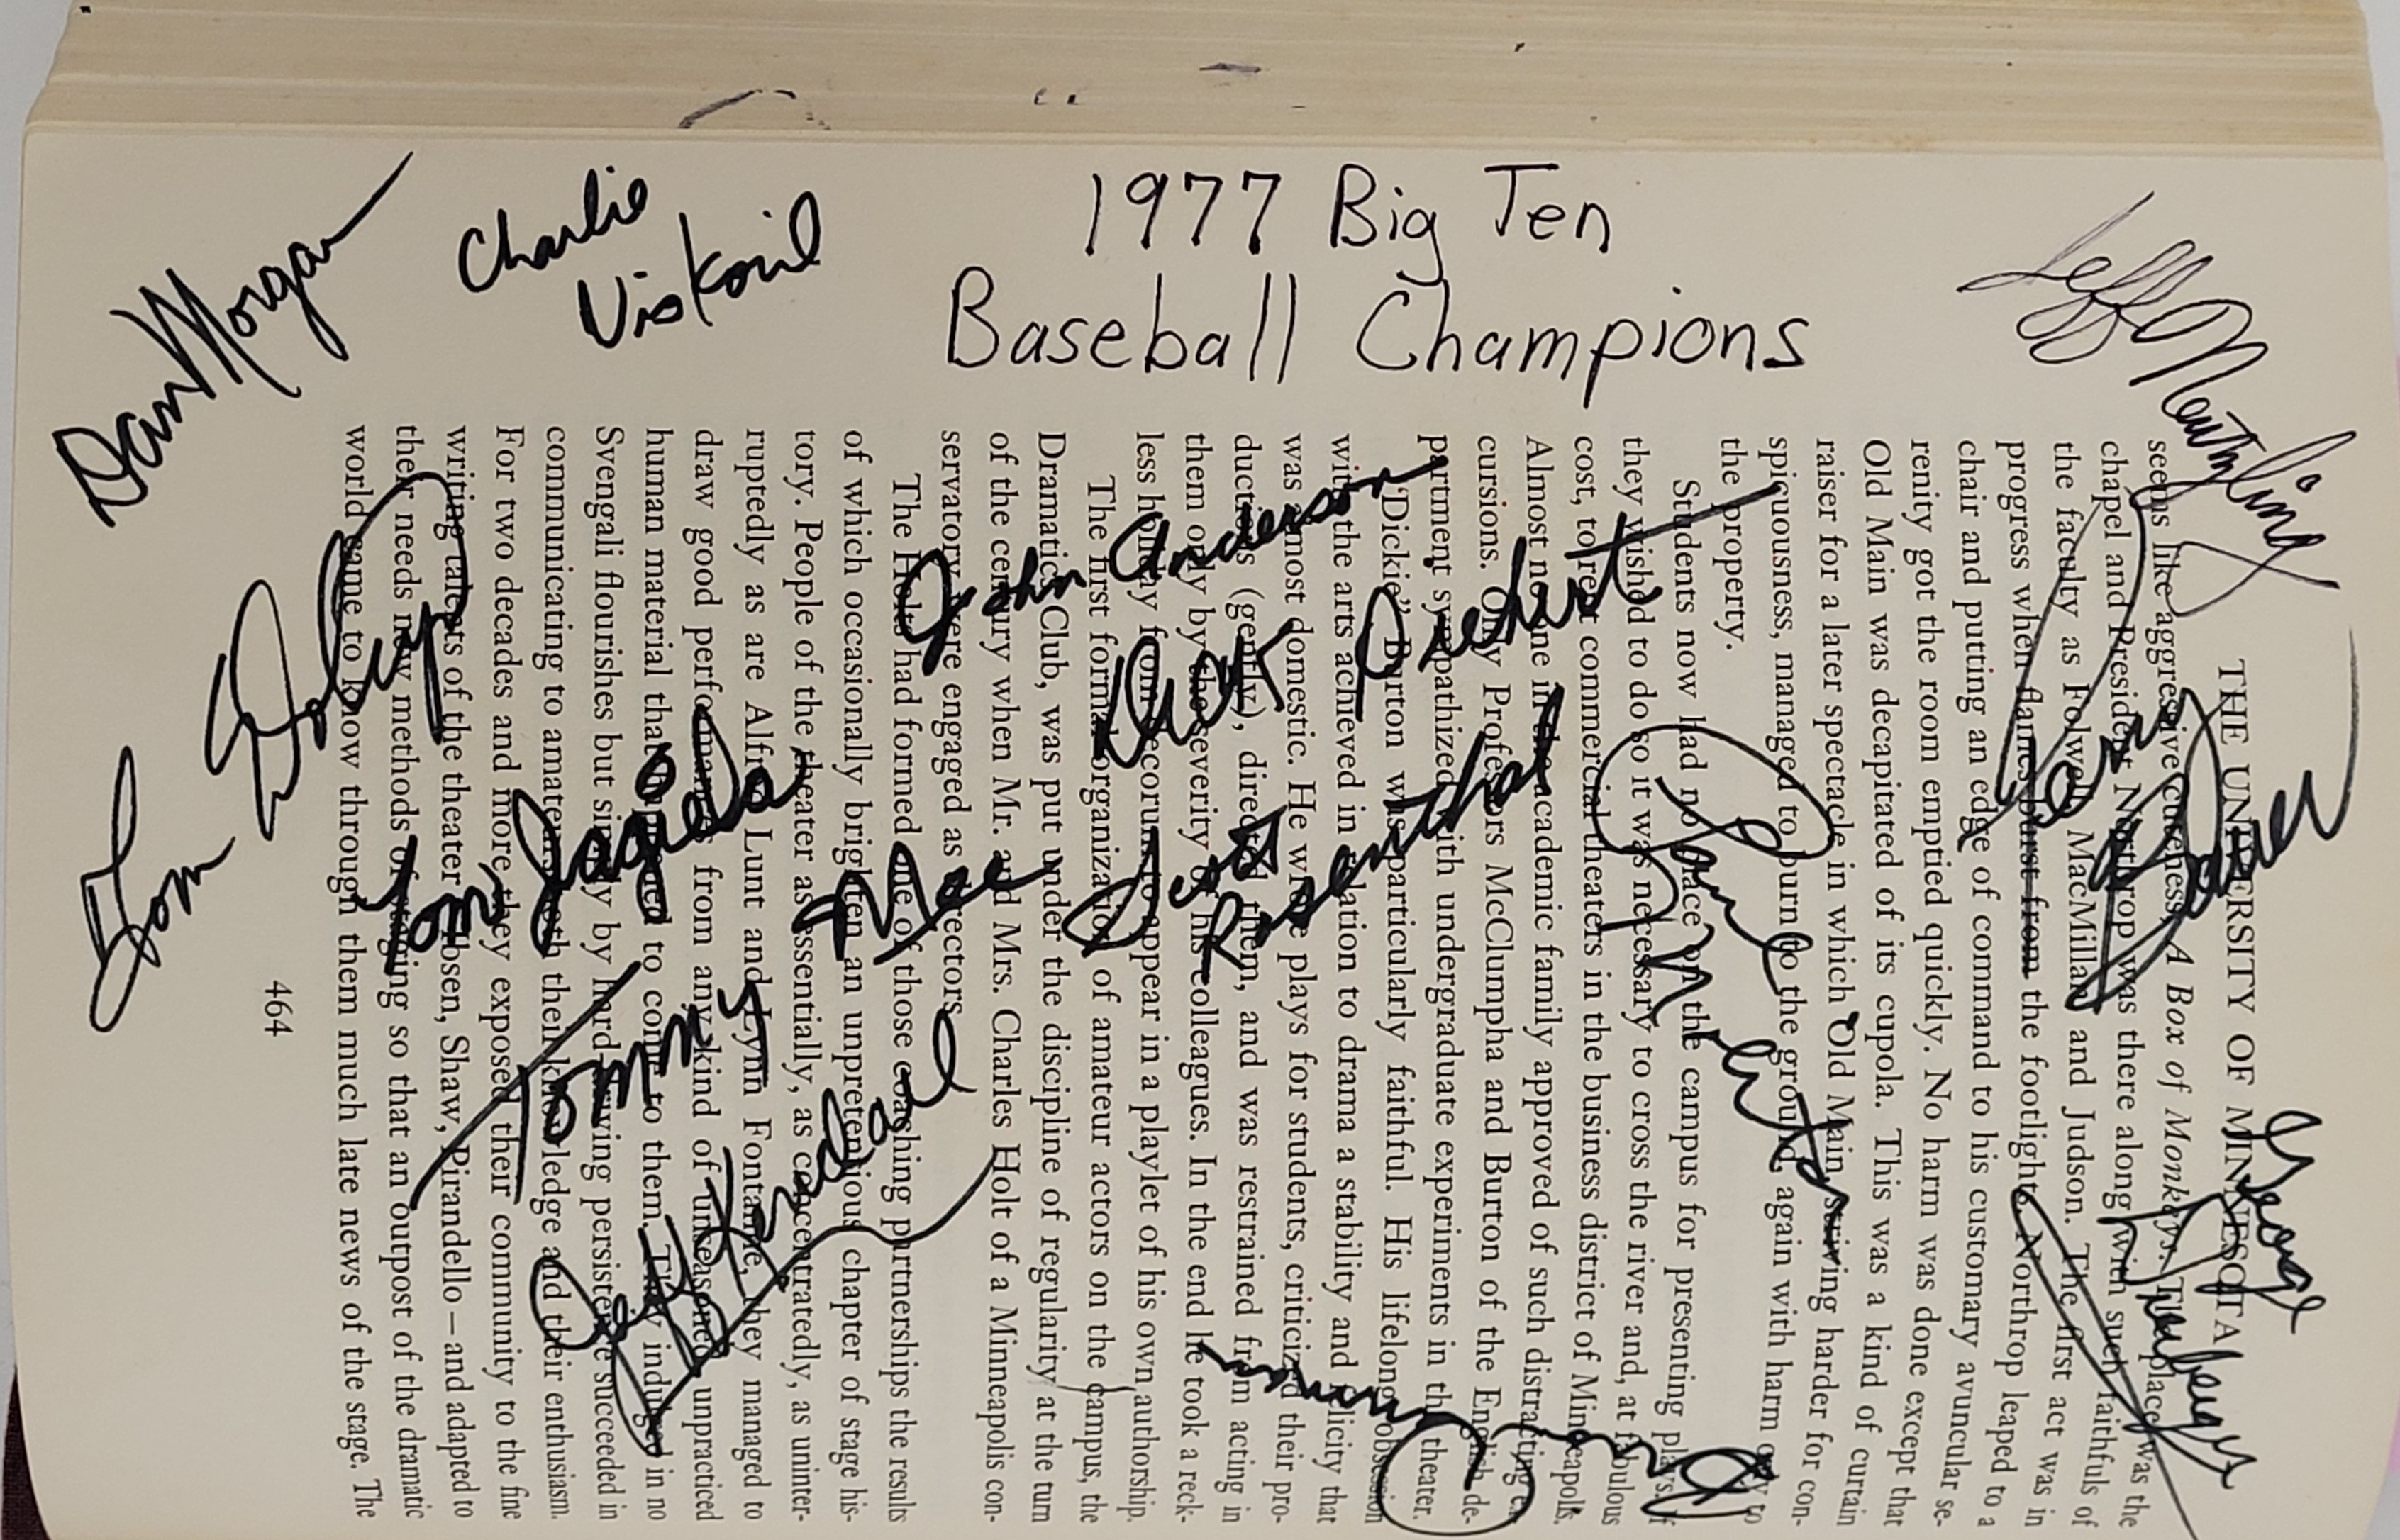 1977 Big Ten
Baseball Champions
Charlie
Viskocil
Dan Morgan
John Anderson
Dick
George
Thonbergh
Scott
Rosenthal
Tommy
Paul Molitor
THE UNIVERSITY OF MINNESOTA
seems like aggressive cuteness, A Box of Monkeys. The place was the
chapel and President Northrop was there along with such faithfuls of
the faculty as Folwell, MacMillan and Judson. The first act was in
progress when flames burst from the footlights. Northrop leaped to a
chair and putting an edge of command to his customary avuncular se-
renity got the room emptied quickly. No harm was done except that
Old Main was decapitated of its cupola. This was a kind of curtain
raiser for a later spectacle in which Old Main, striving harder for con-
spicuousness, managed to burn to the ground again with harm only to
the property.
Students now had no place on the campus for presenting plays. If
they wished to do so it was necessary to cross the river and, at fabulous
cost, to rent commercial theaters in the business district of Minneapolis.
Almost no one in the academic family approved of such distracting ex-
cursions. Only Professors McClumpha and Burton of the English de-
partment sympathized with undergraduate experiments in the theater.
"Dickie" Burton was particularly faithful. His lifelong obsession
with the arts achieved in relation to drama a stability and felicity that
was almost domestic. He wrote plays for students, criticized their pro-
ductions (gently), directed them, and was restrained from acting in
them only by the severity of his colleagues. In the end he took a reck-
less holiday from decorum to appear in a playlet of his own authorship.
The first formal organization of amateur actors on the campus, the
Dramatic Club, was put under the discipline of regularity at the turn
of the century when Mr. and Mrs. Charles Holt of a Minneapolis con-
servatory were engaged as directors.
The Holts had formed one of those coaching partnerships the results
of which occasionally brighten an unpretentious chapter of stage his-
tory. People of the theater as essentially, as concentratedly, as uninter-
ruptedly as are Alfred Lunt and Lynn Fontanne, they managed to
draw good performances from any kind of unseasoned, unpracticed
human material that happened to come to them. They indulged in no
Svengali flourishes but simply by hard-driving persistence succeeded in
communicating to amateurs both their knowledge and their enthusiasm.
For two decades and more they exposed their community to the fine
writing talents of the theater – Ibsen, Shaw, Pirandello – and adapted to
their needs new methods of staging so that an outpost of the dramatic
world came to know through them much late news of the stage. The
464